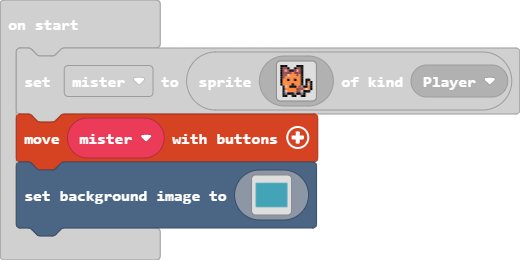 on start
set mister to sprite of kind Player
move mister with buttons
set background image to